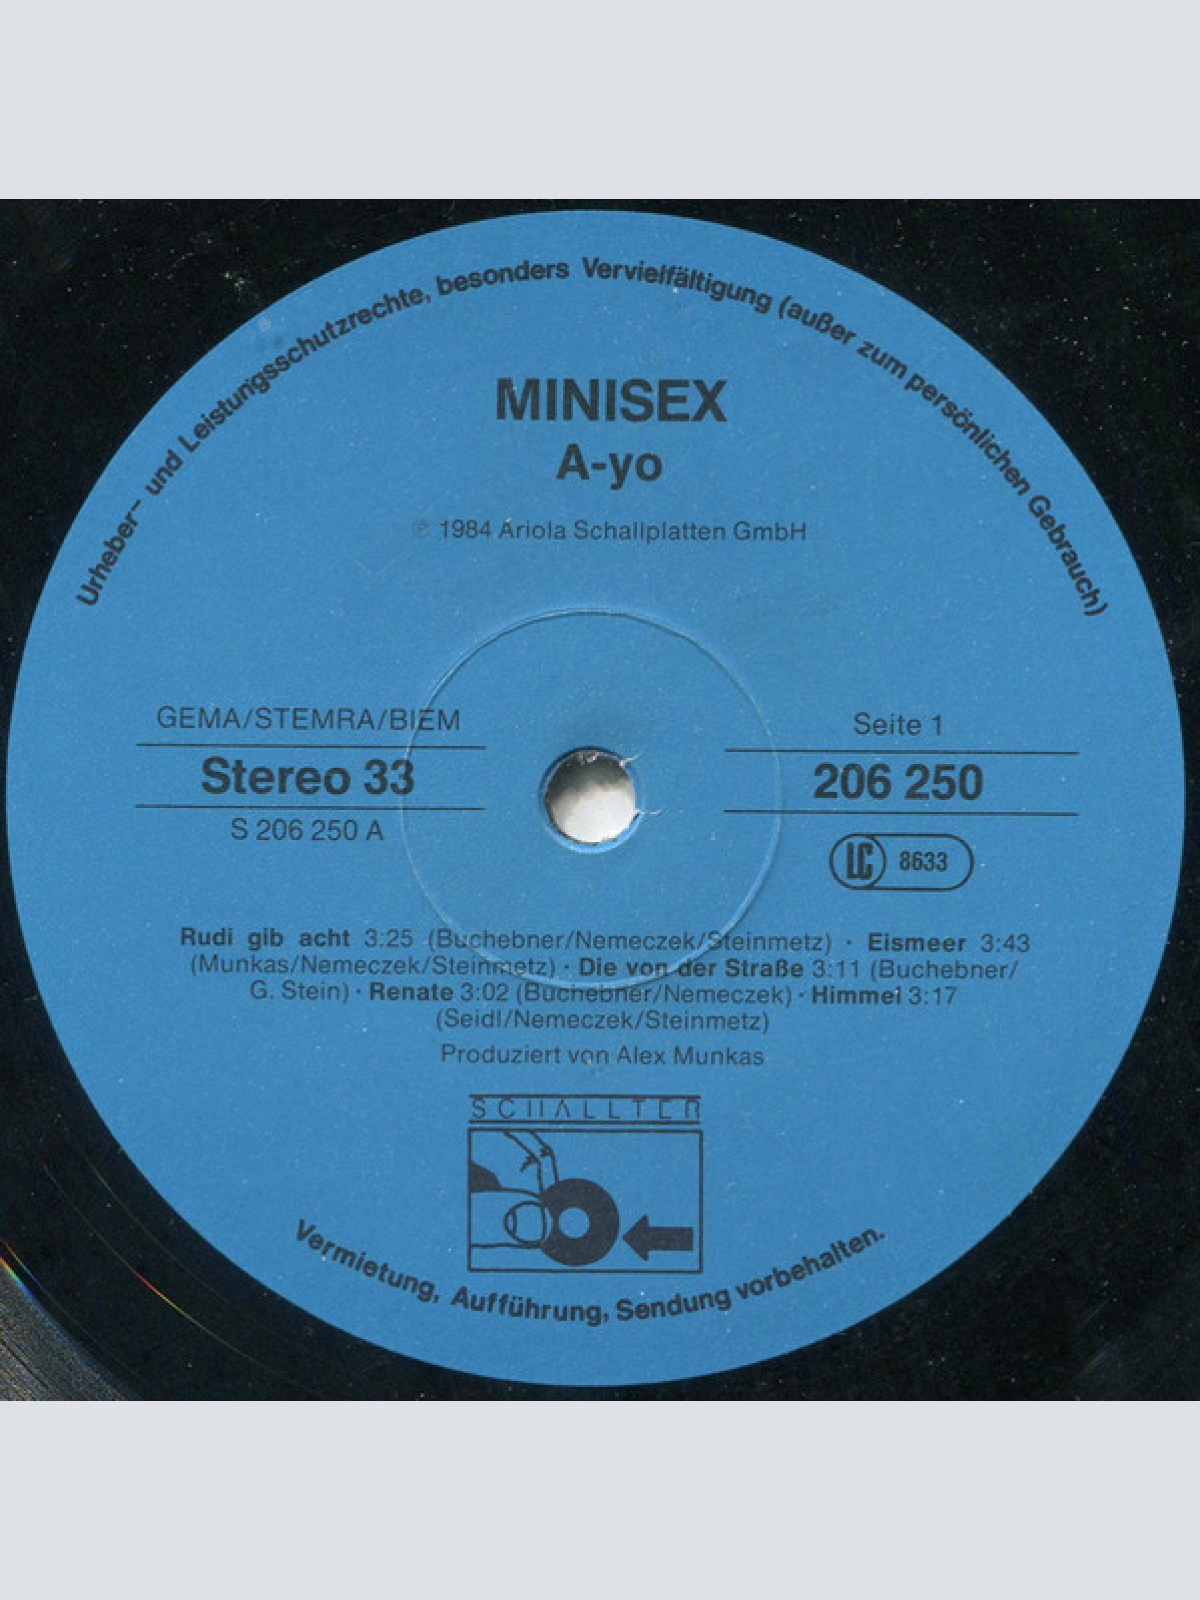 Urheber- und Leistungsschutzrechte, besonders Vervielfältigung (außer zum persönlichen Gebrauch)
MINISEX
A-yo
℗ 1984 Ariola Schallplatten GmbH
GEMA/STEMRA/BIEM
Stereo 33
S 206 250 A
Seite 1
206 250
LC 8633
Rudi gib acht 3:25 (Buchebner/Nemeczek/Steinmetz) · Eismeer 3:43
(Munkas/Nemeczek/Steinmetz) · Die von der Straße 3:11 (Buchebner/
G. Stein) · Renate 3:02 (Buchebner/Nemeczek) · Himmel 3:17
(Seidl/Nemeczek/Steinmetz)
Produziert von Alex Munkas
SCHALLTER
Vermietung, Aufführung, Sendung vorbehalten.